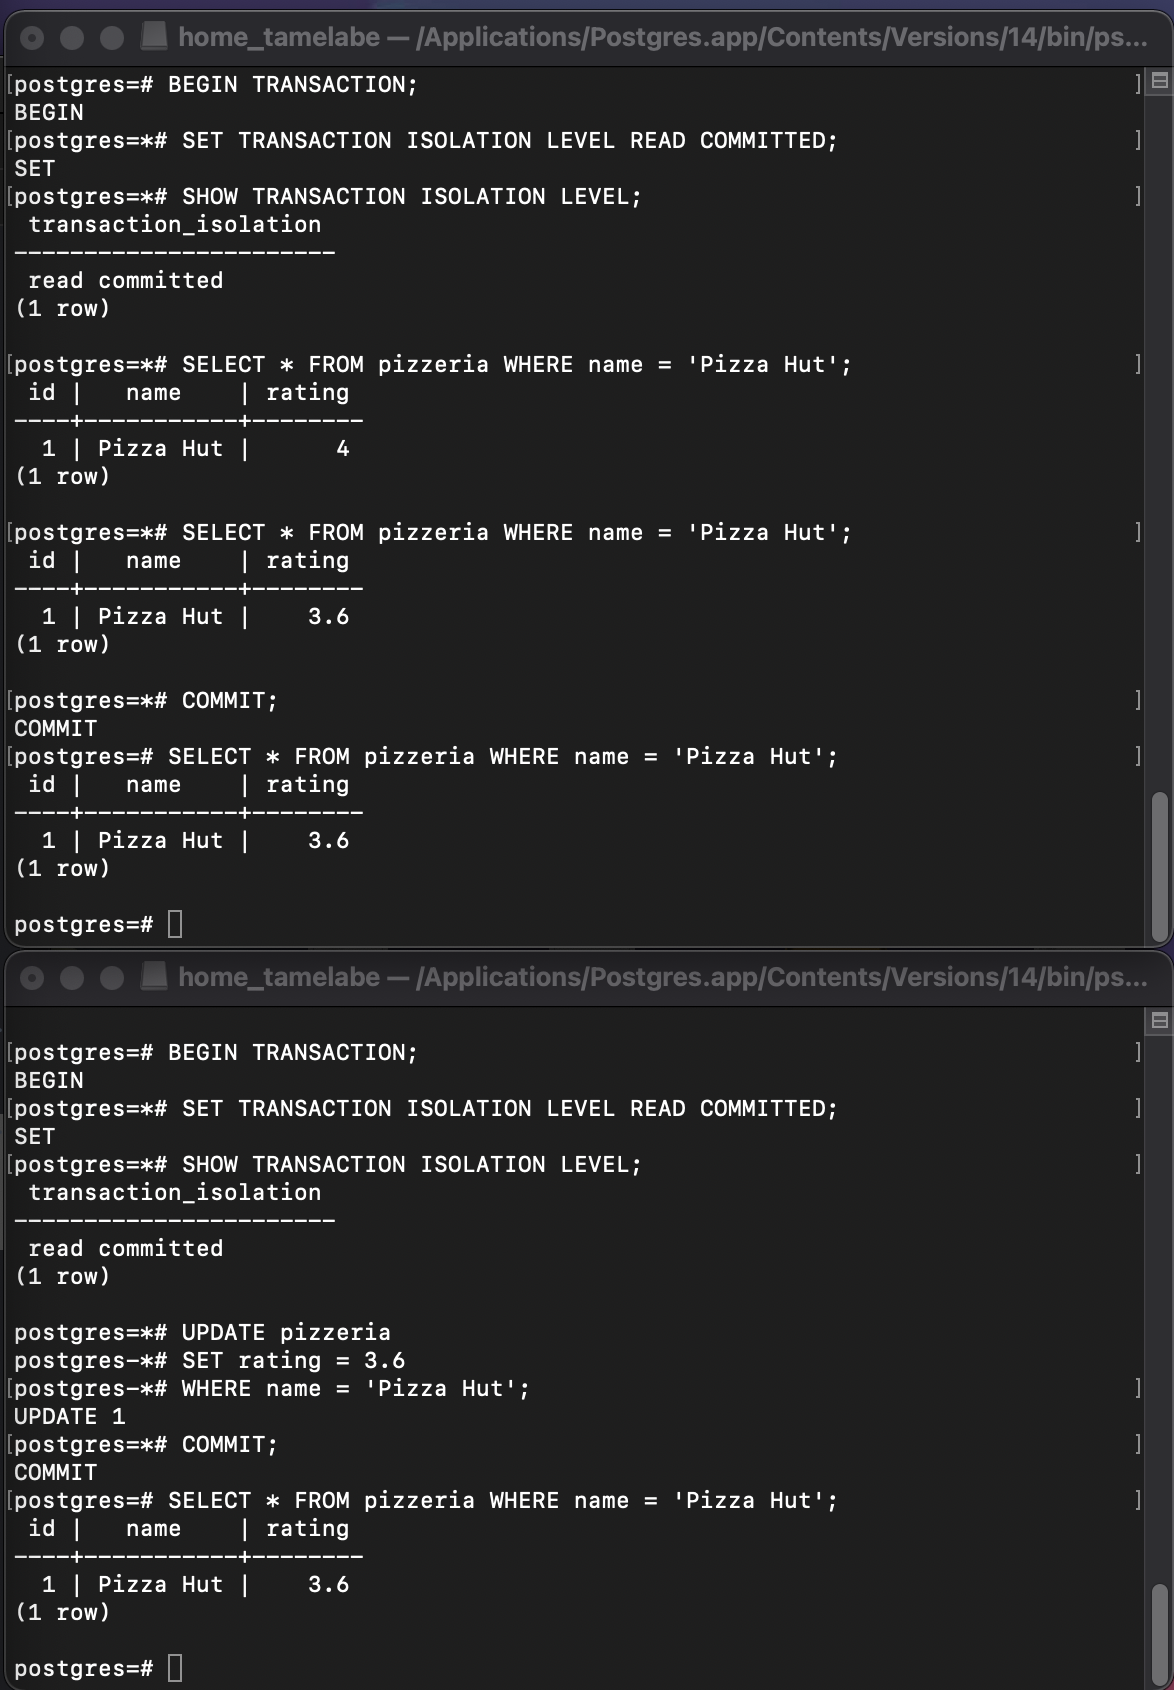 home_tamelabe — /Applications/Postgres.app/Contents/Versions/14/bin/ps...
[postgres=# BEGIN TRANSACTION; ]
BEGIN
[postgres=*# SET TRANSACTION ISOLATION LEVEL READ COMMITTED; ]
SET
[postgres=*# SHOW TRANSACTION ISOLATION LEVEL; ]
 transaction_isolation
-----------------------
 read committed
(1 row)

[postgres=*# SELECT * FROM pizzeria WHERE name = 'Pizza Hut'; ]
 id |   name    | rating
----+-----------+--------
  1 | Pizza Hut |      4
(1 row)

[postgres=*# SELECT * FROM pizzeria WHERE name = 'Pizza Hut'; ]
 id |   name    | rating
----+-----------+--------
  1 | Pizza Hut |    3.6
(1 row)

[postgres=*# COMMIT; ]
COMMIT
[postgres=# SELECT * FROM pizzeria WHERE name = 'Pizza Hut'; ]
 id |   name    | rating
----+-----------+--------
  1 | Pizza Hut |    3.6
(1 row)

postgres=#
home_tamelabe — /Applications/Postgres.app/Contents/Versions/14/bin/ps...
[postgres=# BEGIN TRANSACTION; ]
BEGIN
[postgres=*# SET TRANSACTION ISOLATION LEVEL READ COMMITTED; ]
SET
[postgres=*# SHOW TRANSACTION ISOLATION LEVEL; ]
 transaction_isolation
-----------------------
 read committed
(1 row)

postgres=*# UPDATE pizzeria
postgres-*# SET rating = 3.6
[postgres-*# WHERE name = 'Pizza Hut'; ]
UPDATE 1
[postgres=*# COMMIT; ]
COMMIT
[postgres=# SELECT * FROM pizzeria WHERE name = 'Pizza Hut'; ]
 id |   name    | rating
----+-----------+--------
  1 | Pizza Hut |    3.6
(1 row)

postgres=#